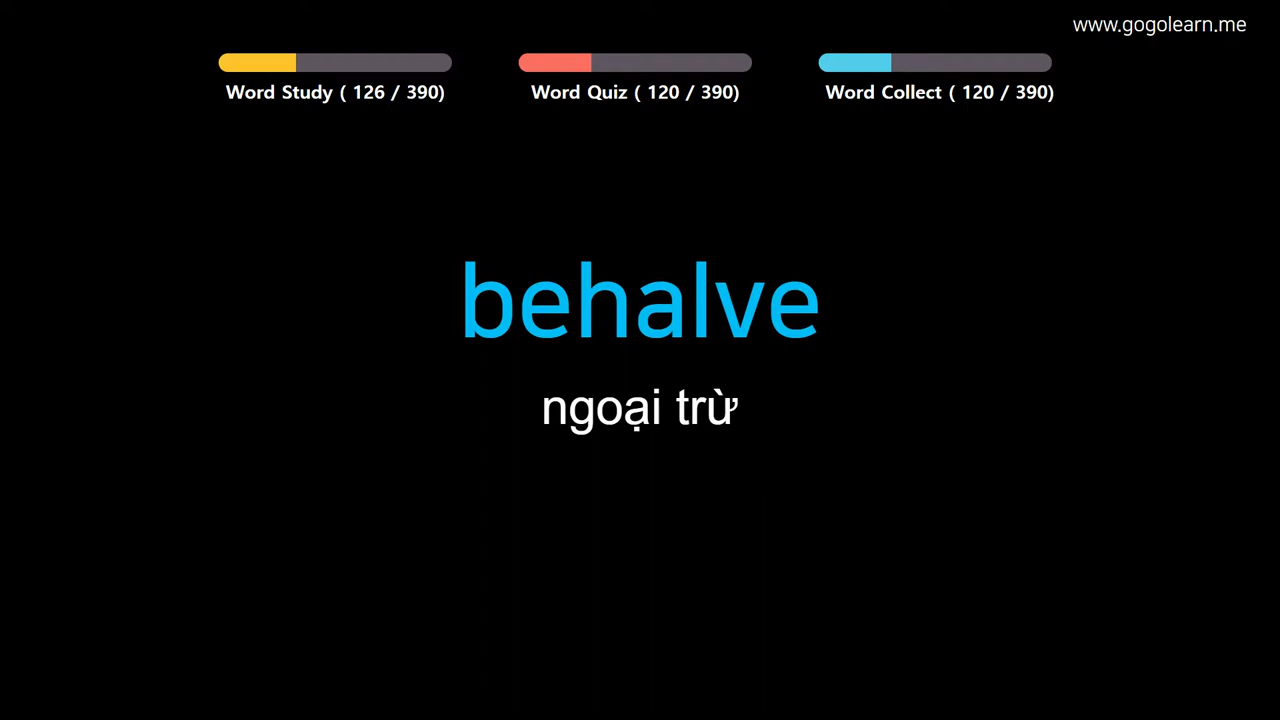 www.gogolearn.me
Word Study ( 126 / 390)
Word Quiz ( 120 / 390)
Word Collect ( 120 / 390)
behalve
ngoại trừ